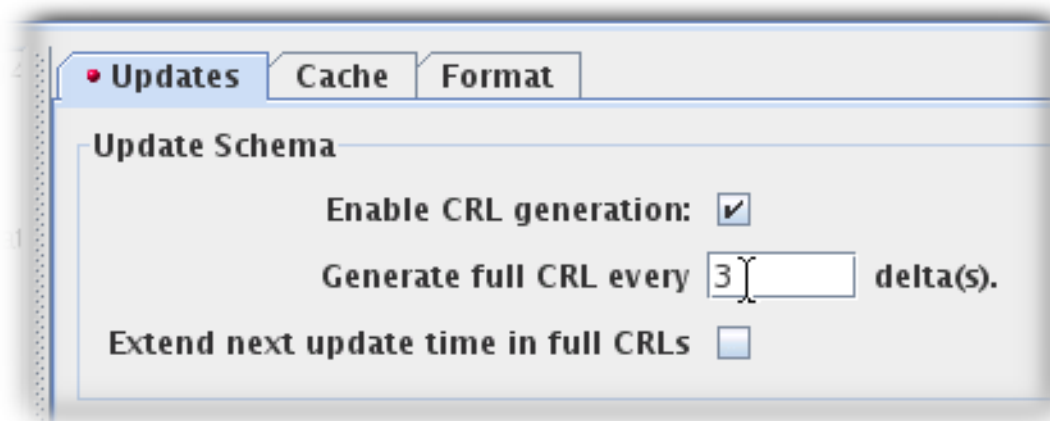 Updates Cache Format
Update Schema
Enable CRL generation:
Generate full CRL every 3 delta(s).
Extend next update time in full CRLs